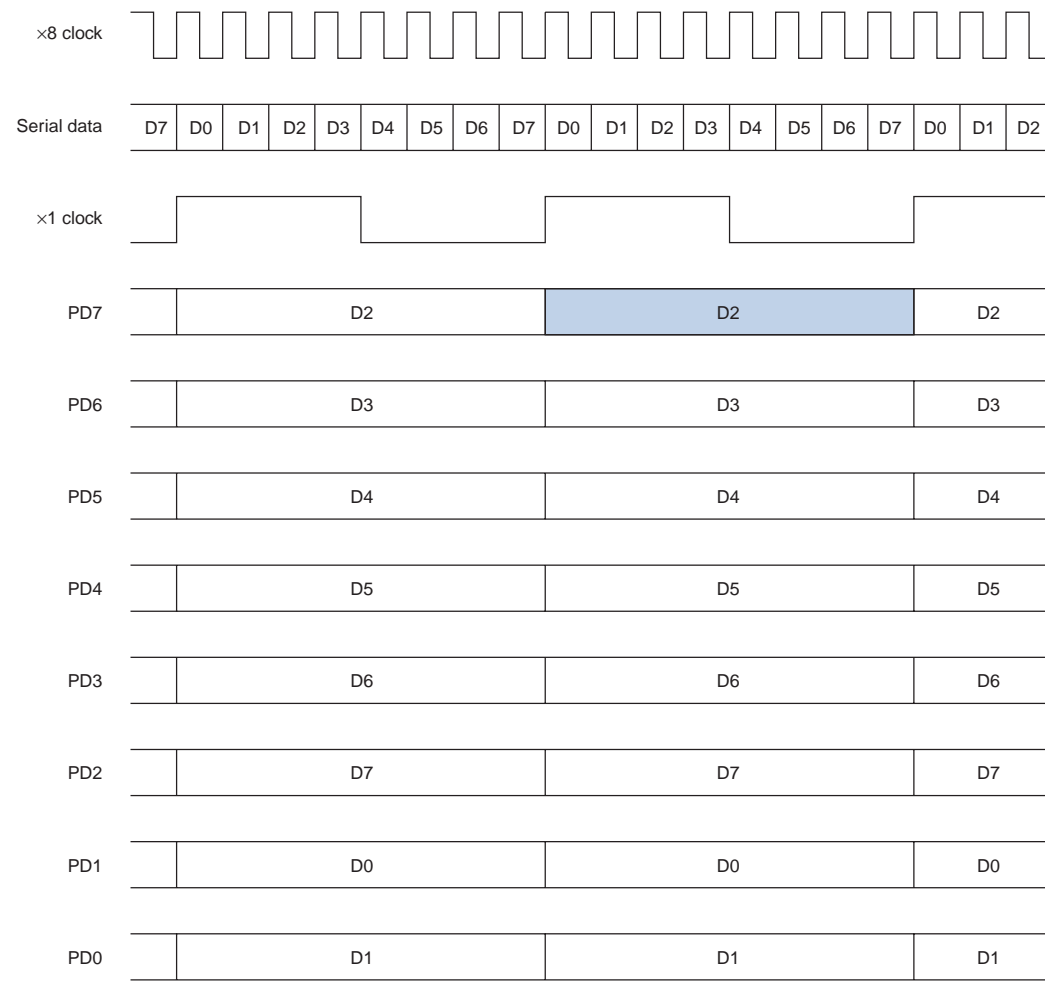 ×8 clock
Serial data D7 D0 D1 D2 D3 D4 D5 D6 D7 D0 D1 D2 D3 D4 D5 D6 D7 D0 D1 D2
×1 clock
PD7 D2 D2 D2
PD6 D3 D3 D3
PD5 D4 D4 D4
PD4 D5 D5 D5
PD3 D6 D6 D6
PD2 D7 D7 D7
PD1 D0 D0 D0
PD0 D1 D1 D1